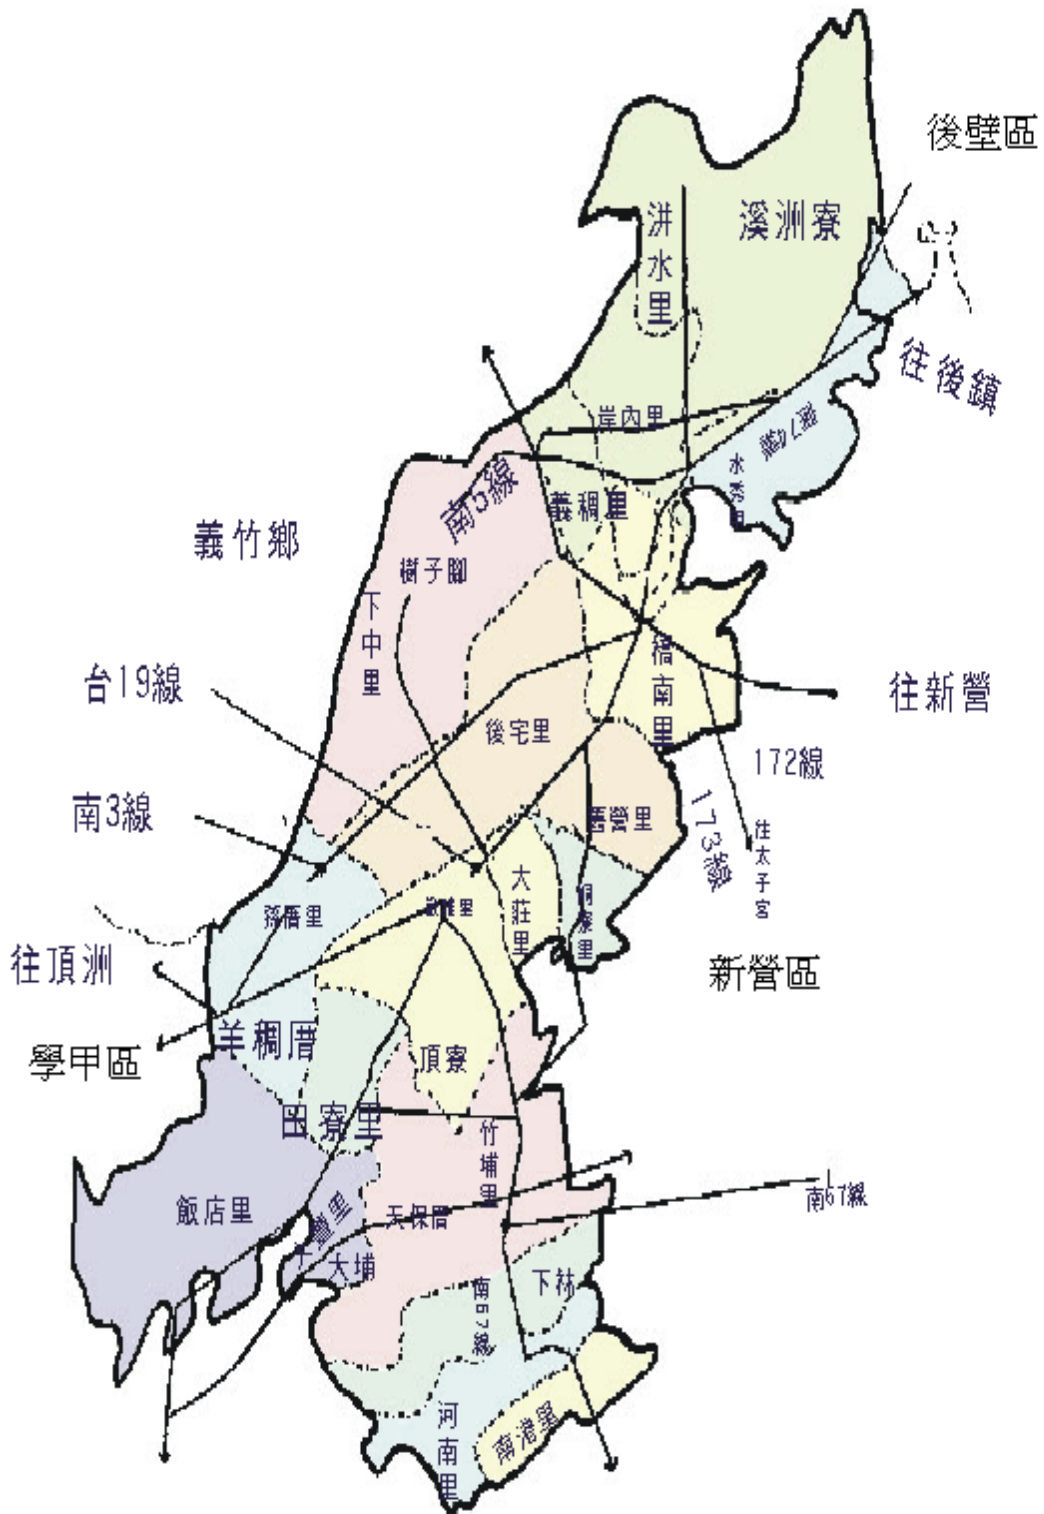 後壁區
溪洲寮
洴水里
往後鎮
岸內里
義稠里
南3線
義竹鄉
樹子腳
下中里
台19線
橋南里
往新營
後宅里
172線
南3線
舊營里
173線
往太子宮
大莊里
孫厝里
往頂洲
新營區
羊稠厝
學甲區
頂寮
田寮里
竹埔里
飯店里
天保厝
南67線
大埔
下林
南67線
河南里
南港里